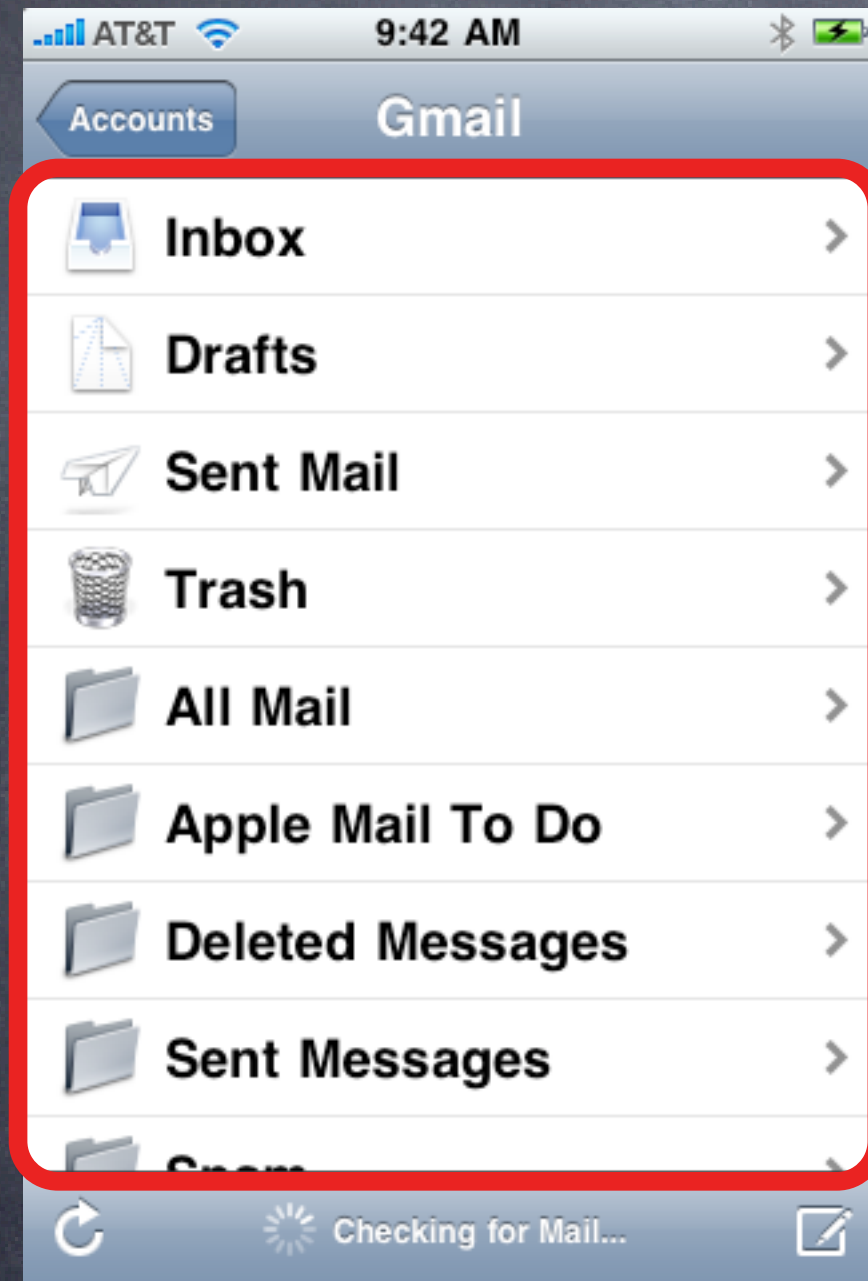 AT&T 9:42 AM
Accounts Gmail
Inbox
Drafts
Sent Mail
Trash
All Mail
Apple Mail To Do
Deleted Messages
Sent Messages
Spam
Checking for Mail...